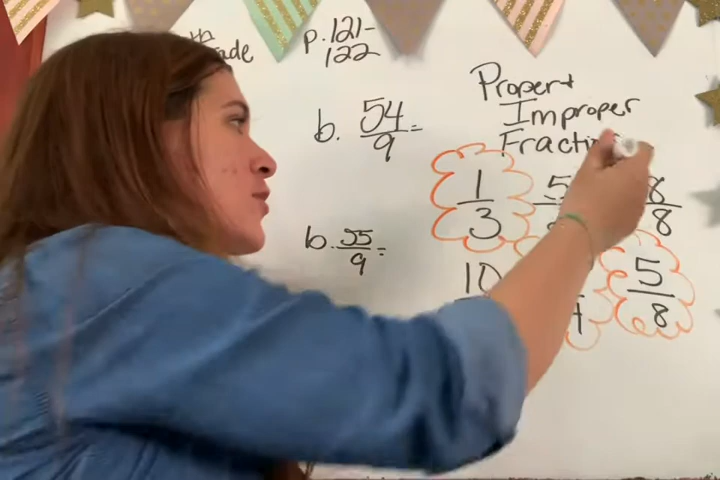 p. 121-
122
b. 54/9 =
b. 55/9 =
Proper +
Improper
1/3
8/8
10
5/8